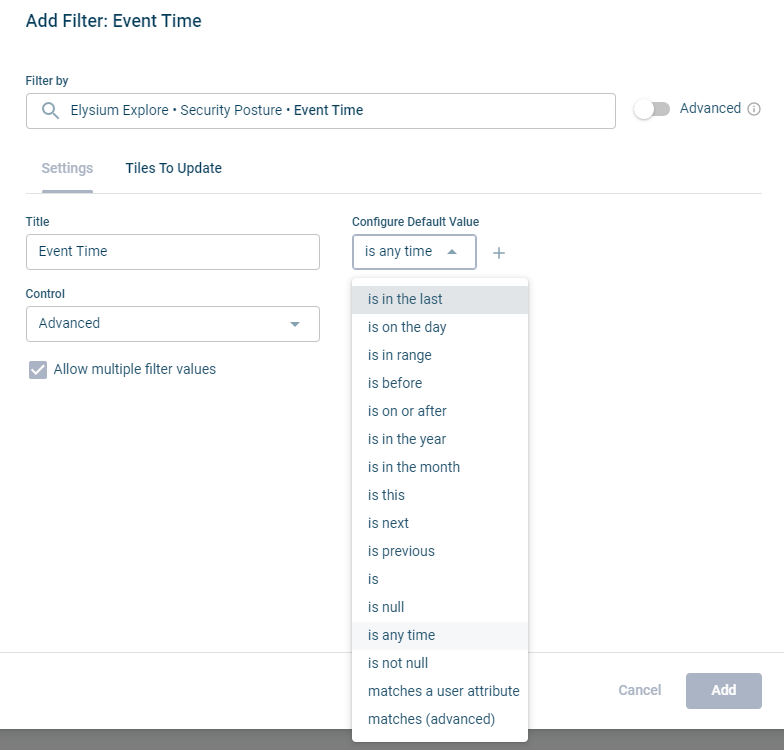 Add Filter: Event Time
Filter by
Elysium Explore • Security Posture • Event Time
Advanced
Settings
Tiles To Update
Title
Configure Default Value
Event Time
is any time
Control
Advanced
Allow multiple filter values
is in the last
is on the day
is in range
is before
is on or after
is in the year
is in the month
is this
is next
is previous
is
is null
is any time
is not null
matches a user attribute
matches (advanced)
Cancel
Add